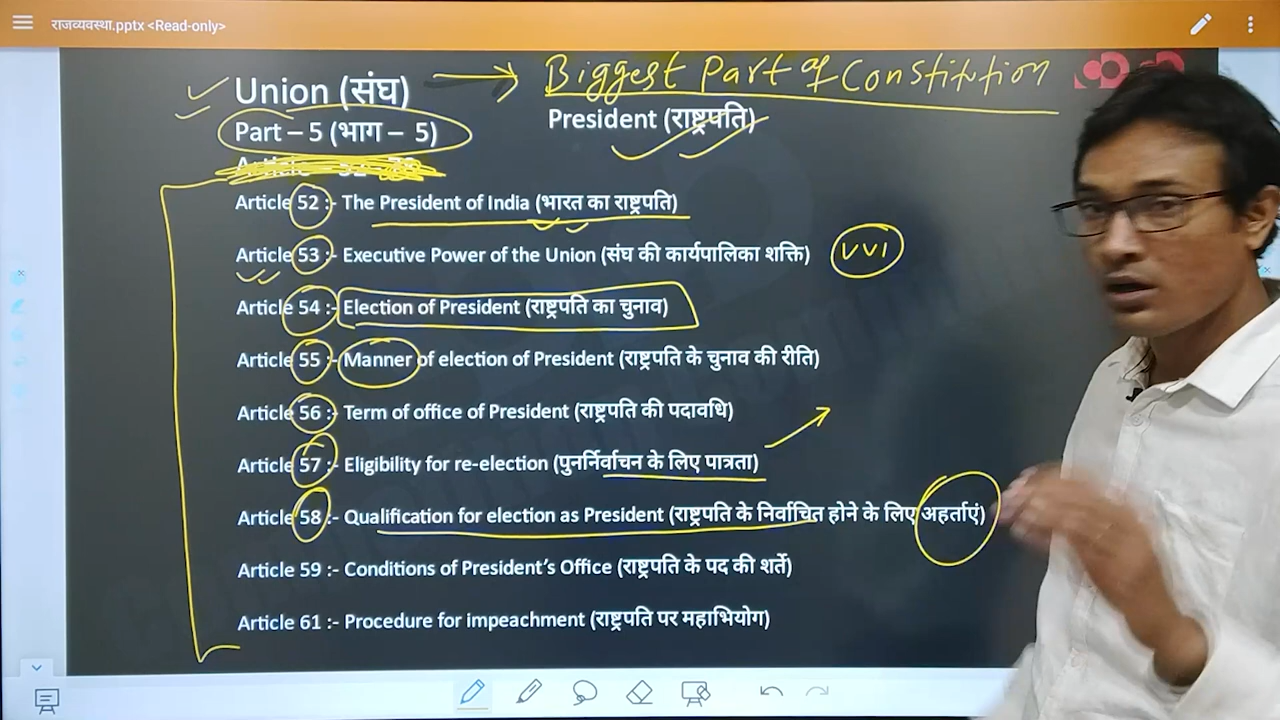 राजव्यवस्था.pptx <Read-only>
Union (संघ) → Biggest Part of Constitution
Part – 5 (भाग – 5)
President (राष्ट्रपति)
Article 52 :- The President of India (भारत का राष्ट्रपति)
Article 53 :- Executive Power of the Union (संघ की कार्यपालिका शक्ति) VVI
Article 54 :- Election of President (राष्ट्रपति का चुनाव)
Article 55 :- Manner of election of President (राष्ट्रपति के चुनाव की रीति)
Article 56 :- Term of office of President (राष्ट्रपति की पदावधि)
Article 57 :- Eligibility for re-election (पुनर्निर्वाचन के लिए पात्रता)
Article 58 :- Qualification for election as President (राष्ट्रपति के निर्वाचित होने के लिए अहर्ताएं)
Article 59 :- Conditions of President’s Office (राष्ट्रपति के पद की शर्ते)
Article 61 :- Procedure for impeachment (राष्ट्रपति पर महाभियोग)